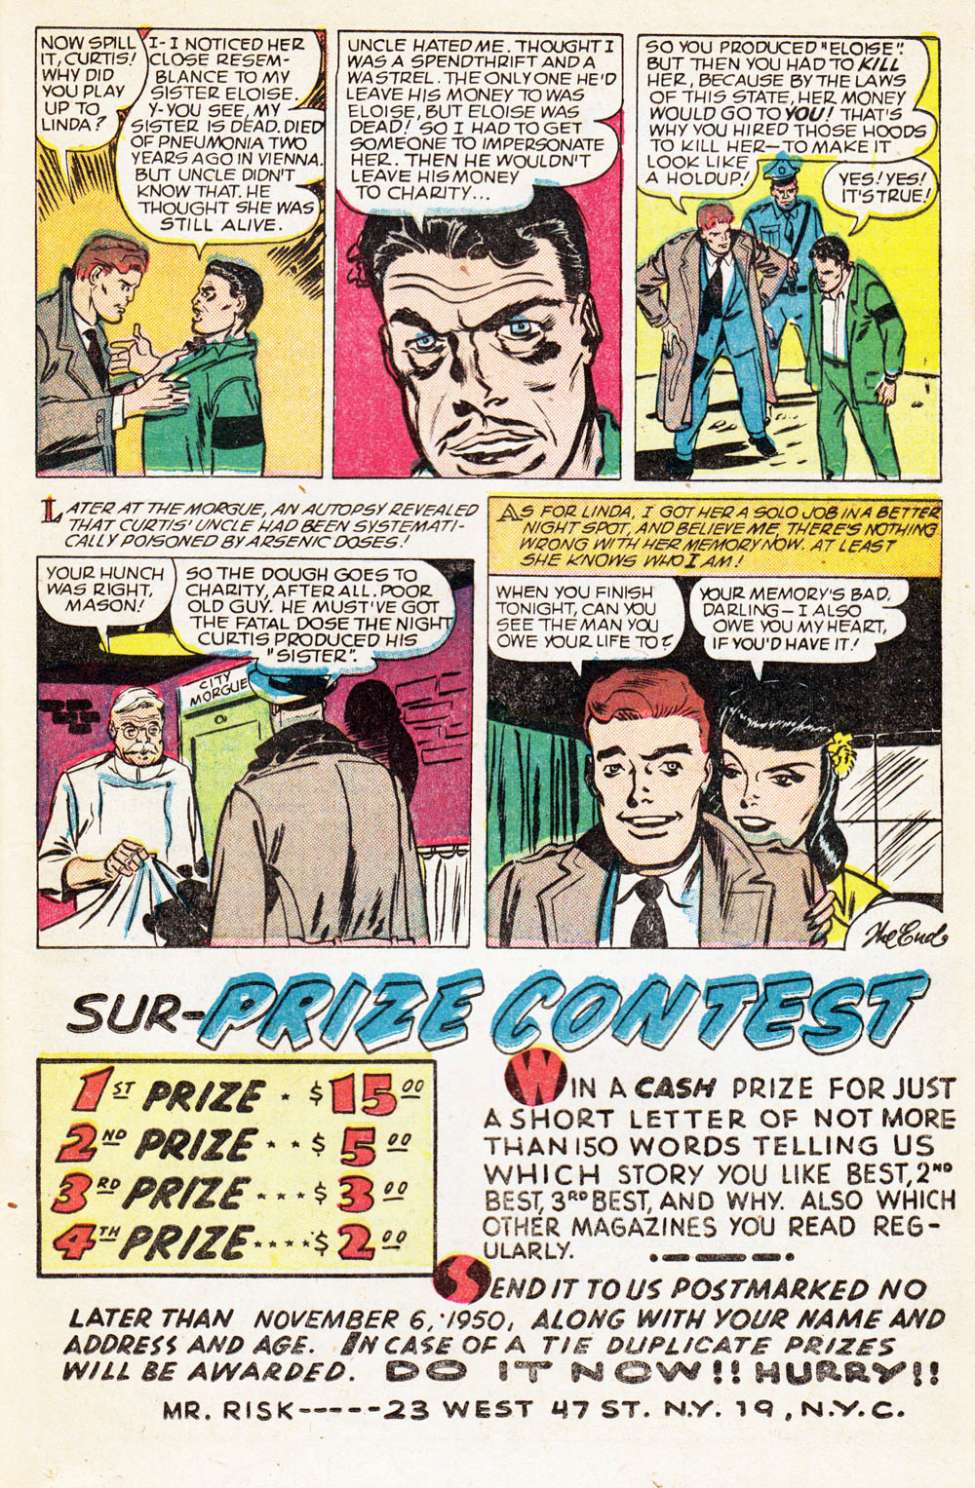 NOW SPILL
IT, CURTIS!
WHY DID
YOU PLAY
UP TO
LINDA?
I-I NOTICED HER
CLOSE RESEM-
BLANCE TO MY
SISTER ELOISE.
Y-YOU SEE, MY
SISTER IS DEAD. DIED
OF PNEUMONIA TWO
YEARS AGO IN VIENNA.
BUT UNCLE DIDN'T
KNOW THAT. HE
THOUGHT SHE WAS
STILL ALIVE.
UNCLE HATED ME. THOUGHT I
WAS A SPENDTHRIFT AND A
WASTREL. THE ONLY ONE HE'D
LEAVE HIS MONEY TO WAS
ELOISE, BUT ELOISE WAS
DEAD! SO I HAD TO GET
SOMEONE TO IMPERSONATE
HER. THEN HE WOULDN'T
LEAVE HIS MONEY
TO CHARITY...
SO YOU PRODUCED "ELOISE".
BUT THEN YOU HAD TO KILL
HER, BECAUSE BY THE LAWS
OF THIS STATE, HER MONEY
WOULD GO TO YOU! THAT'S
WHY YOU HIRED THOSE HOODS
TO KILL HER—TO MAKE IT
LOOK LIKE
A HOLDUP!
YES! YES!
IT'S TRUE!
LATER AT THE MORGUE, AN AUTOPSY REVEALED
THAT CURTIS' UNCLE HAD BEEN SYSTEMATI-
CALLY POISONED BY ARSENIC DOSES!
YOUR HUNCH
WAS RIGHT,
MASON!
SO THE DOUGH GOES TO
CHARITY, AFTER ALL. POOR
OLD GUY. HE MUST'VE GOT
THE FATAL DOSE THE NIGHT
CURTIS PRODUCED HIS
"SISTER".
CITY
MORGUE
AS FOR LINDA, I GOT HER A SOLO JOB IN A BETTER
NIGHT SPOT, AND BELIEVE ME, THERE'S NOTHING
WRONG WITH HER MEMORY NOW. AT LEAST
SHE KNOWS WHO I AM!
WHEN YOU FINISH
TONIGHT, CAN YOU
SEE THE MAN YOU
OWE YOUR LIFE TO?
YOUR MEMORY'S BAD,
DARLING—I ALSO
OWE YOU MY HEART,
IF YOU'D HAVE IT!
The End
SUR-PRIZE CONTEST
1ST PRIZE . $15.00
2ND PRIZE . . $ 5.00
3RD PRIZE . . . $ 3.00
4TH PRIZE . . . . $ 2.00
WIN A CASH PRIZE FOR JUST
A SHORT LETTER OF NOT MORE
THAN 150 WORDS TELLING US
WHICH STORY YOU LIKE BEST, 2ND
BEST, 3RD BEST, AND WHY. ALSO WHICH
OTHER MAGAZINES YOU READ REG-
ULARLY.
SEND IT TO US POSTMARKED NO
LATER THAN NOVEMBER 6, 1950, ALONG WITH YOUR NAME AND
ADDRESS AND AGE. IN CASE OF A TIE DUPLICATE PRIZES
WILL BE AWARDED. DO IT NOW!! HURRY!!
MR. RISK-----23 WEST 47 ST. N.Y. 19, N.Y.C.